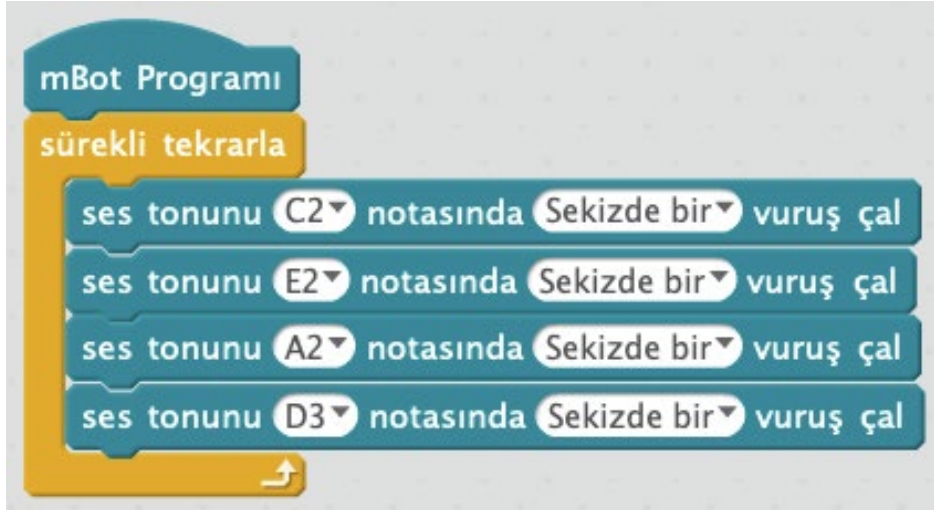 mBot Programı
sürekli tekrarla
ses tonunu C2 notasında Sekizde bir vuruş çal
ses tonunu E2 notasında Sekizde bir vuruş çal
ses tonunu A2 notasında Sekizde bir vuruş çal
ses tonunu D3 notasında Sekizde bir vuruş çal